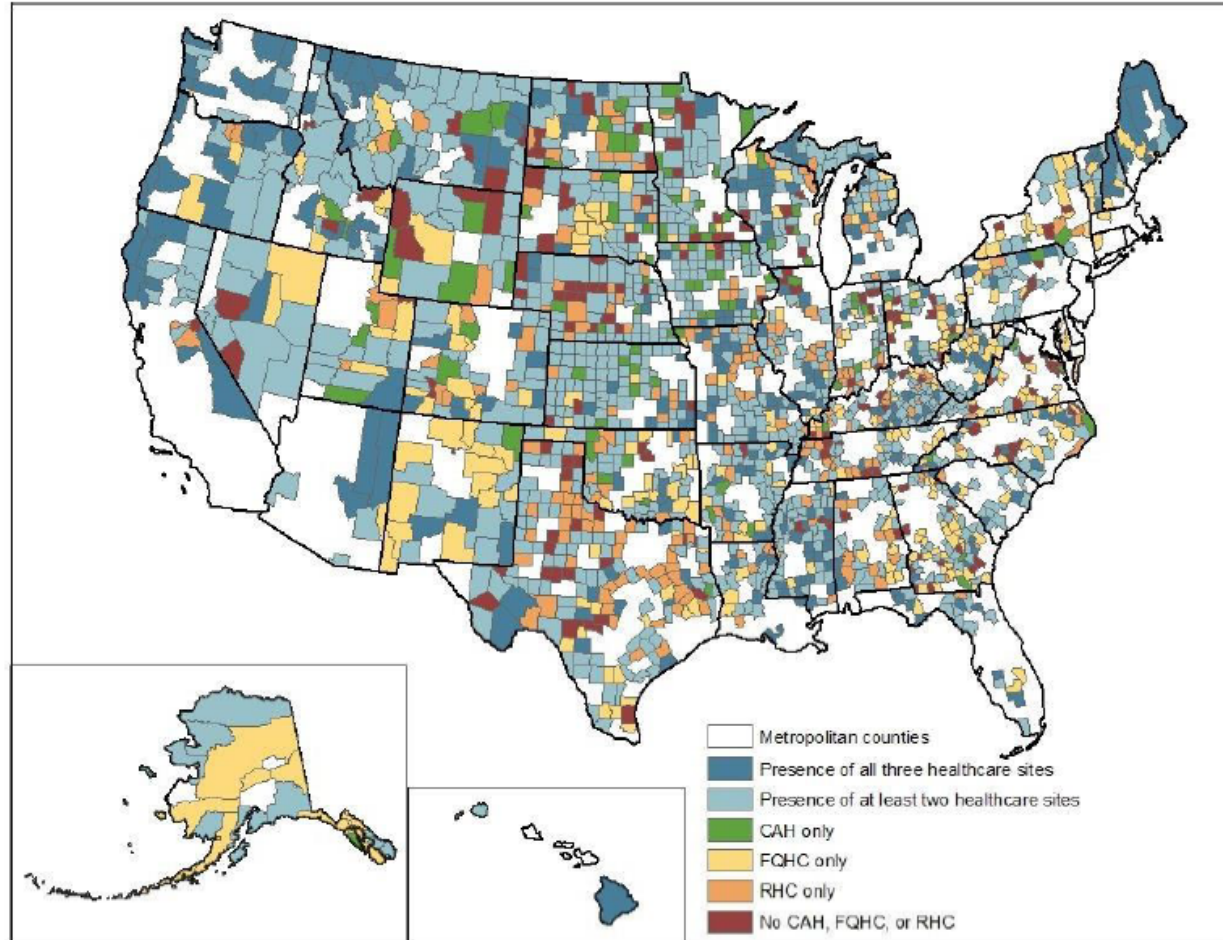 Metropolitan counties
Presence of all three healthcare sites
Presence of at least two healthcare sites
CAH only
FQHC only
RHC only
No CAH, FQHC, or RHC